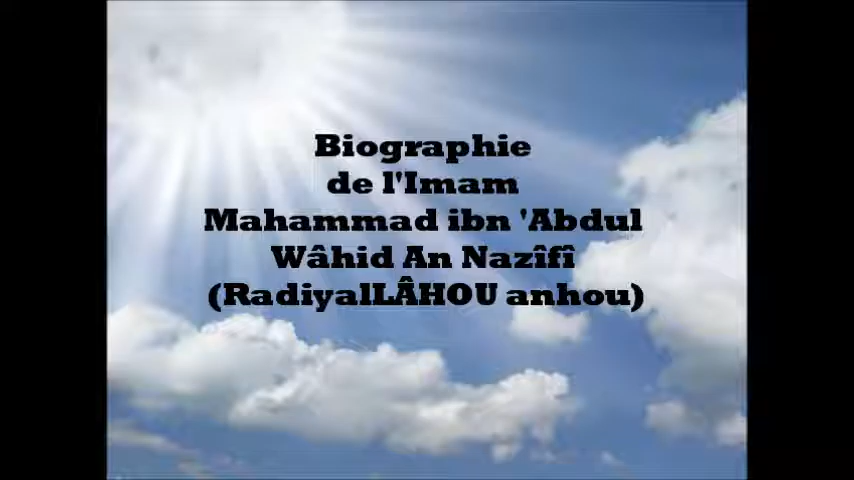 Biographie
de l'Imam
Mahammad ibn 'Abdul
Wâhid An Nazîfî
(RadiyalLÂHOU anhou)